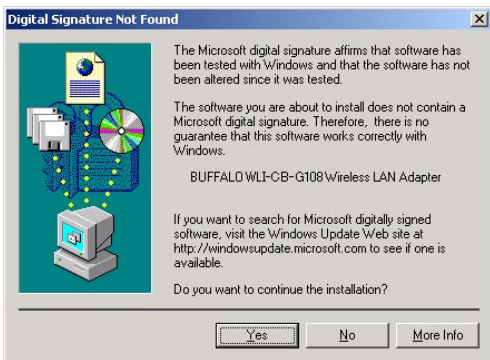 Digital Signature Not Found
The Microsoft digital signature affirms that software has
been tested with Windows and that the software has not
been altered since it was tested.
The software you are about to install does not contain a
Microsoft digital signature. Therefore, there is no
guarantee that this software works correctly with
Windows.
BUFFALO WLI-CB-G108 Wireless LAN Adapter
If you want to search for Microsoft digitally signed
software, visit the Windows Update Web site at
http://windowsupdate.microsoft.com to see if one is
available.
Do you want to continue the installation?
Yes No More Info